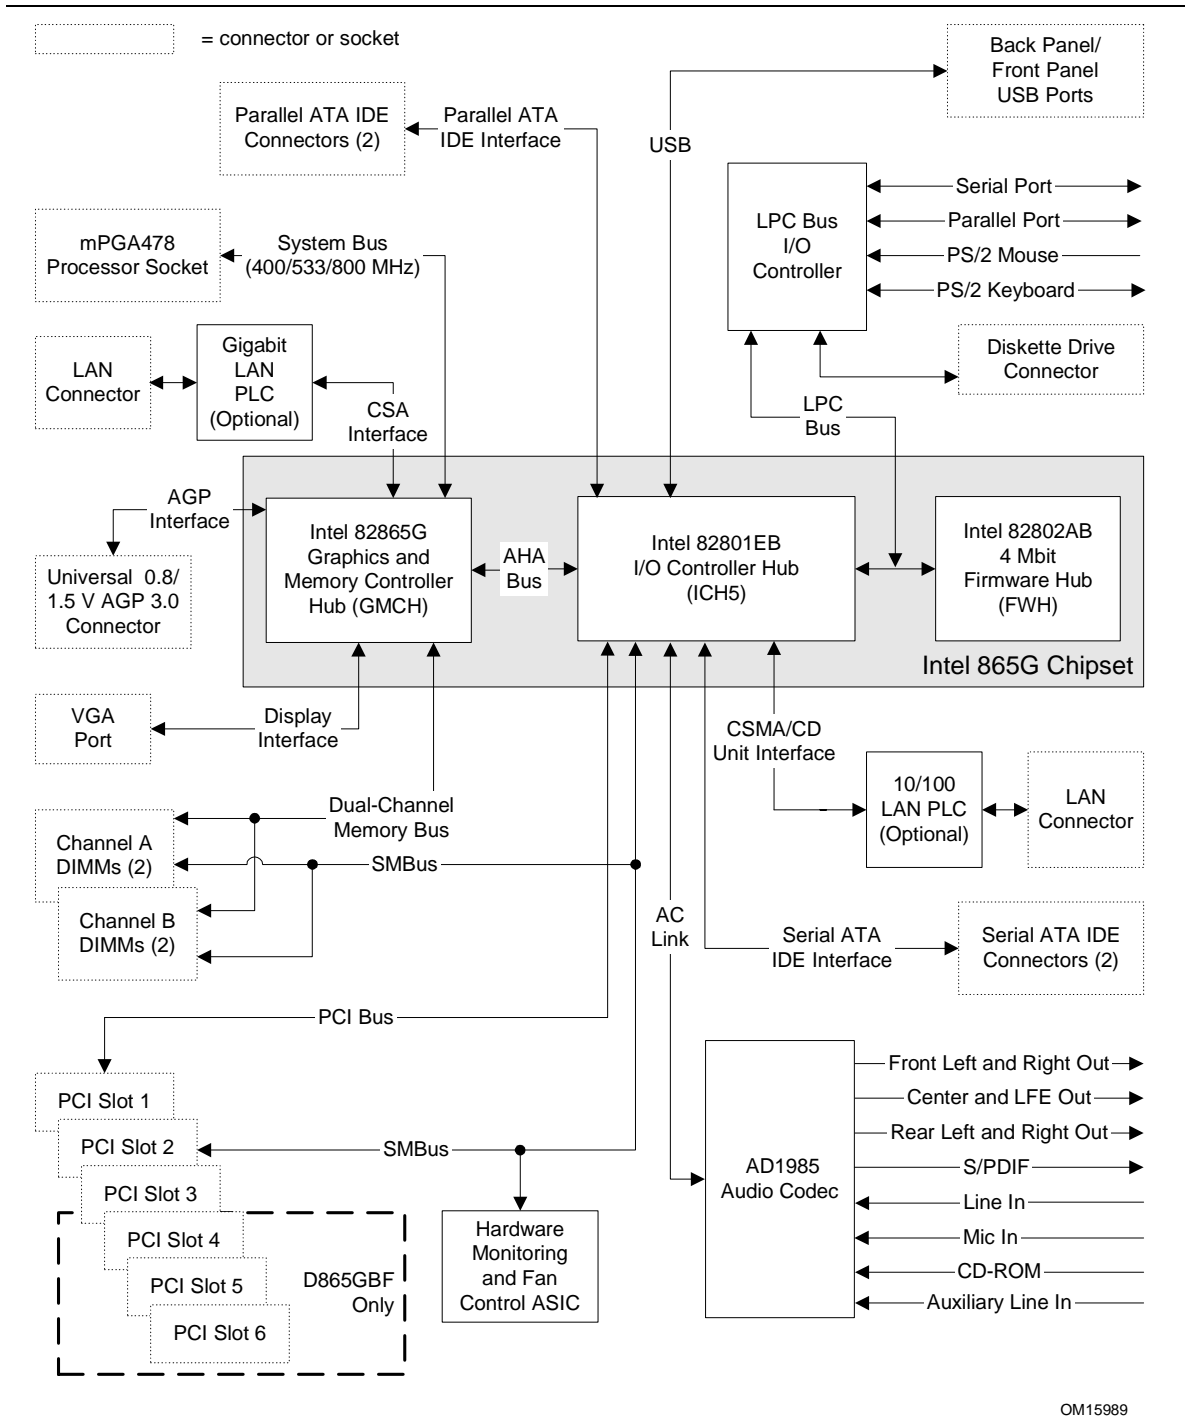 = connector or socket
Back Panel/
Front Panel
USB Ports
Parallel ATA IDE
Connectors (2)
Parallel ATA
IDE Interface
USB
LPC Bus
I/O
Controller
Serial Port
Parallel Port
PS/2 Mouse
PS/2 Keyboard
mPGA478
Processor Socket
System Bus
(400/533/800 MHz)
LAN
Connector
Gigabit
LAN
PLC
(Optional)
CSA
Interface
Diskette Drive
Connector
LPC
Bus
AGP
Interface
Universal 0.8/
1.5 V AGP 3.0
Connector
Intel 82865G
Graphics and
Memory Controller
Hub (GMCH)
AHA
Bus
Intel 82801EB
I/O Controller Hub
(ICH5)
Intel 82802AB
4 Mbit
Firmware Hub
(FWH)
Intel 865G Chipset
VGA
Port
Display
Interface
CSMA/CD
Unit Interface
10/100
LAN PLC
(Optional)
LAN
Connector
Dual-Channel
Memory Bus
Channel A
DIMMs (2)
SMBus
Channel B
DIMMs (2)
AC
Link
Serial ATA
IDE Interface
Serial ATA IDE
Connectors (2)
PCI Bus
PCI Slot 1
PCI Slot 2
PCI Slot 3
PCI Slot 4
PCI Slot 5
PCI Slot 6
D865GBF
Only
SMBus
Hardware
Monitoring
and Fan
Control ASIC
AD1985
Audio Codec
Front Left and Right Out
Center and LFE Out
Rear Left and Right Out
S/PDIF
Line In
Mic In
CD-ROM
Auxiliary Line In
OM15989